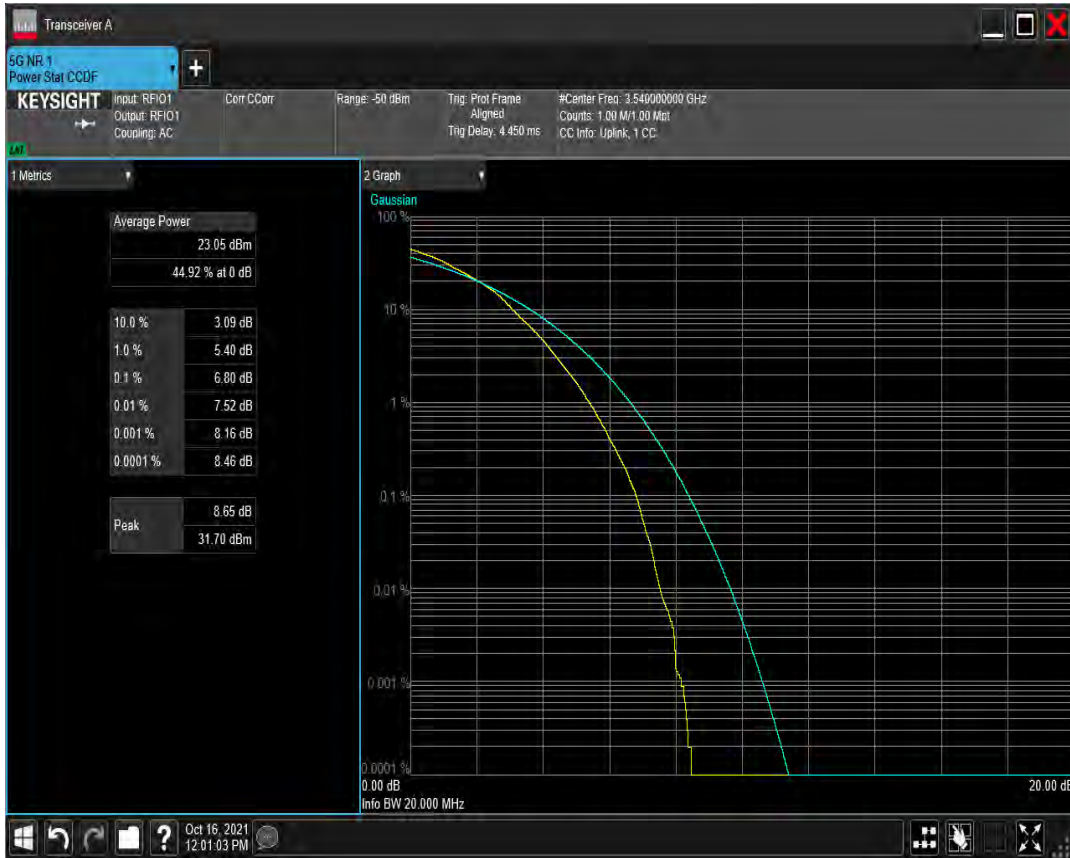 Transceiver A
5G NR 1
Power Stat CCDF
+
KEYSIGHT
Input: RFIO1
Output: RFIO1
Coupling: AC
Corr CCorr
Range: -50 dBm
Trig: Prot Frame
Aligned
Trig Delay: 4.450 ms
#Center Freq: 3.540000000 GHz
Counts: 1.00 M/1.00 Mpt
CC Info: Uplink, 1 CC
1 Metrics
Average Power
23.05 dBm
44.92 % at 0 dB
10.0 % 3.09 dB
1.0 % 5.40 dB
0.1 % 6.80 dB
0.01 % 7.52 dB
0.001 % 8.16 dB
0.0001 % 8.46 dB
Peak 8.65 dB
31.70 dBm
2 Graph
Gaussian
100 %
10 %
1 %
0.1 %
0.01 %
0.001 %
0.0001 %
0.00 dB 20.00 dB
Info BW 20.000 MHz
?
Oct 16, 2021
12:01:03 PM